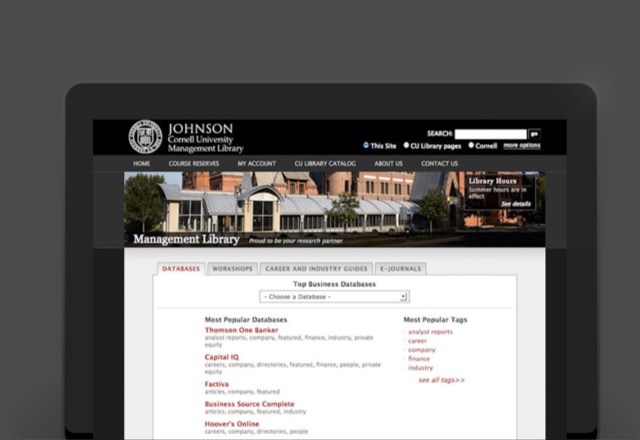 JOHNSON
Cornell University
Management Library
SEARCH: go
This Site CU Library pages Cornell more options
HOME COURSE RESERVES MY ACCOUNT CU LIBRARY CATALOG ABOUT US CONTACT US
Library Hours
Summer hours are in
effect
See details
Management Library Proud to be your research partner
DATABASES WORKSHOPS CAREER AND INDUSTRY GUIDES E-JOURNALS
Top Business Databases
- Choose a Database -
Most Popular Databases
Thomson One Banker
analyst reports, company, featured, finance, industry, private
equity
Capital IQ
careers, company, directories, featured, finance, people, private
equity
Factiva
articles, company, featured
Business Source Complete
articles, company, featured, industry
Hoover's Online
careers, company, directories, people
Most Popular Tags
analyst reports
career
company
finance
industry
see all tags>>